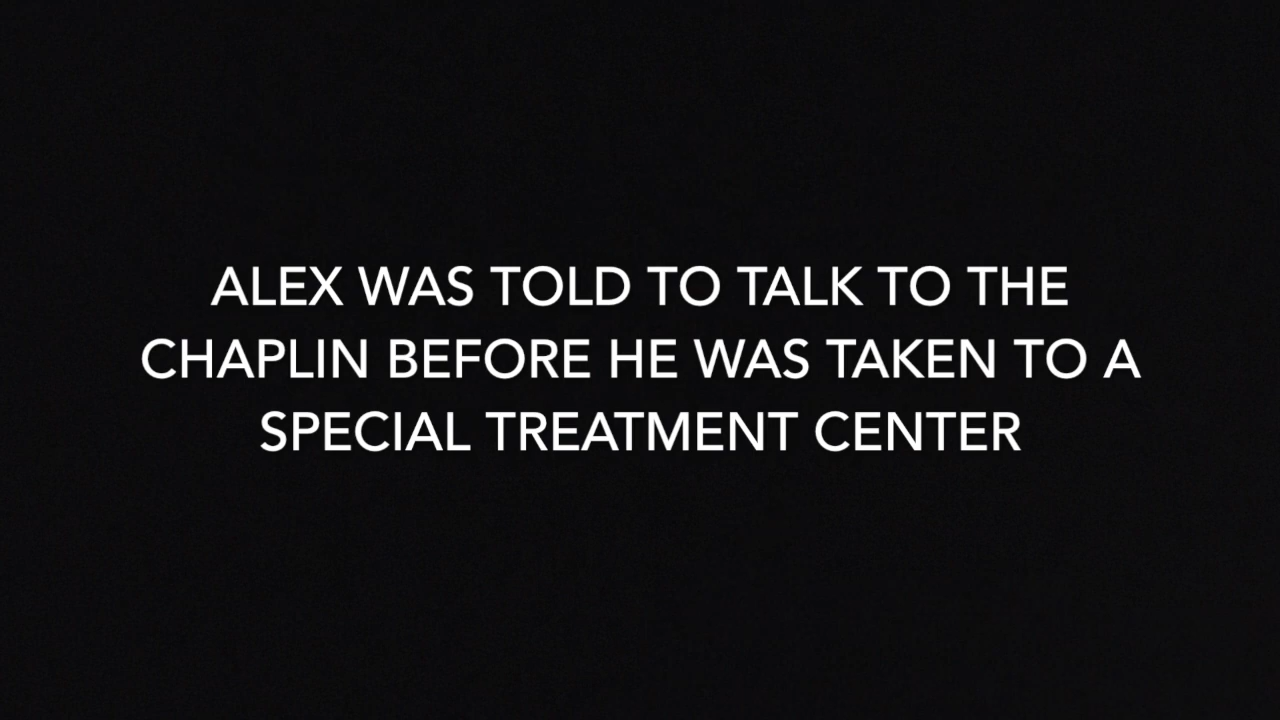 ALEX WAS TOLD TO TALK TO THE
CHAPLIN BEFORE HE WAS TAKEN TO A
SPECIAL TREATMENT CENTER